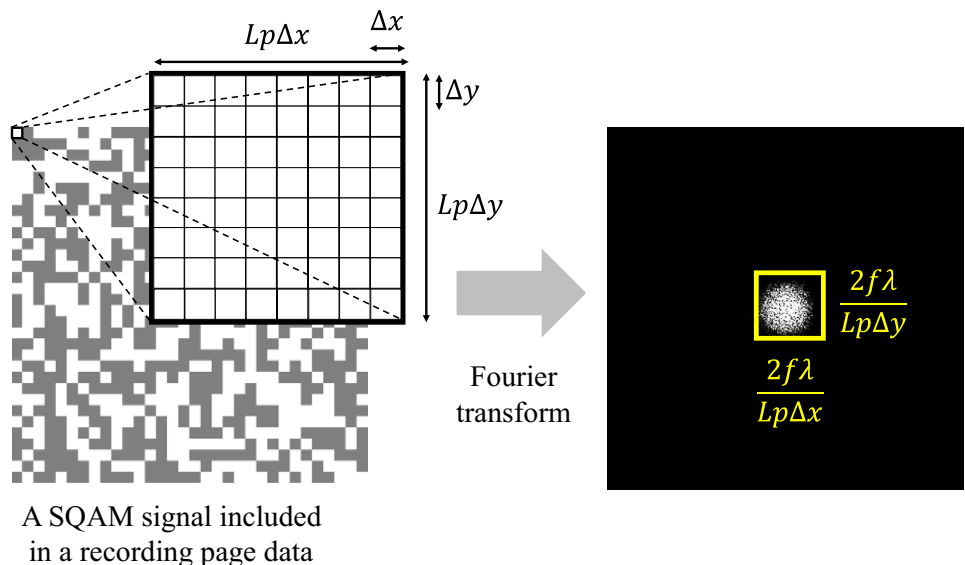 LpΔx
Δx
Δy
LpΔy
Fourier
transform
2fλ
LpΔy
2fλ
LpΔx
A SQAM signal included
in a recording page data